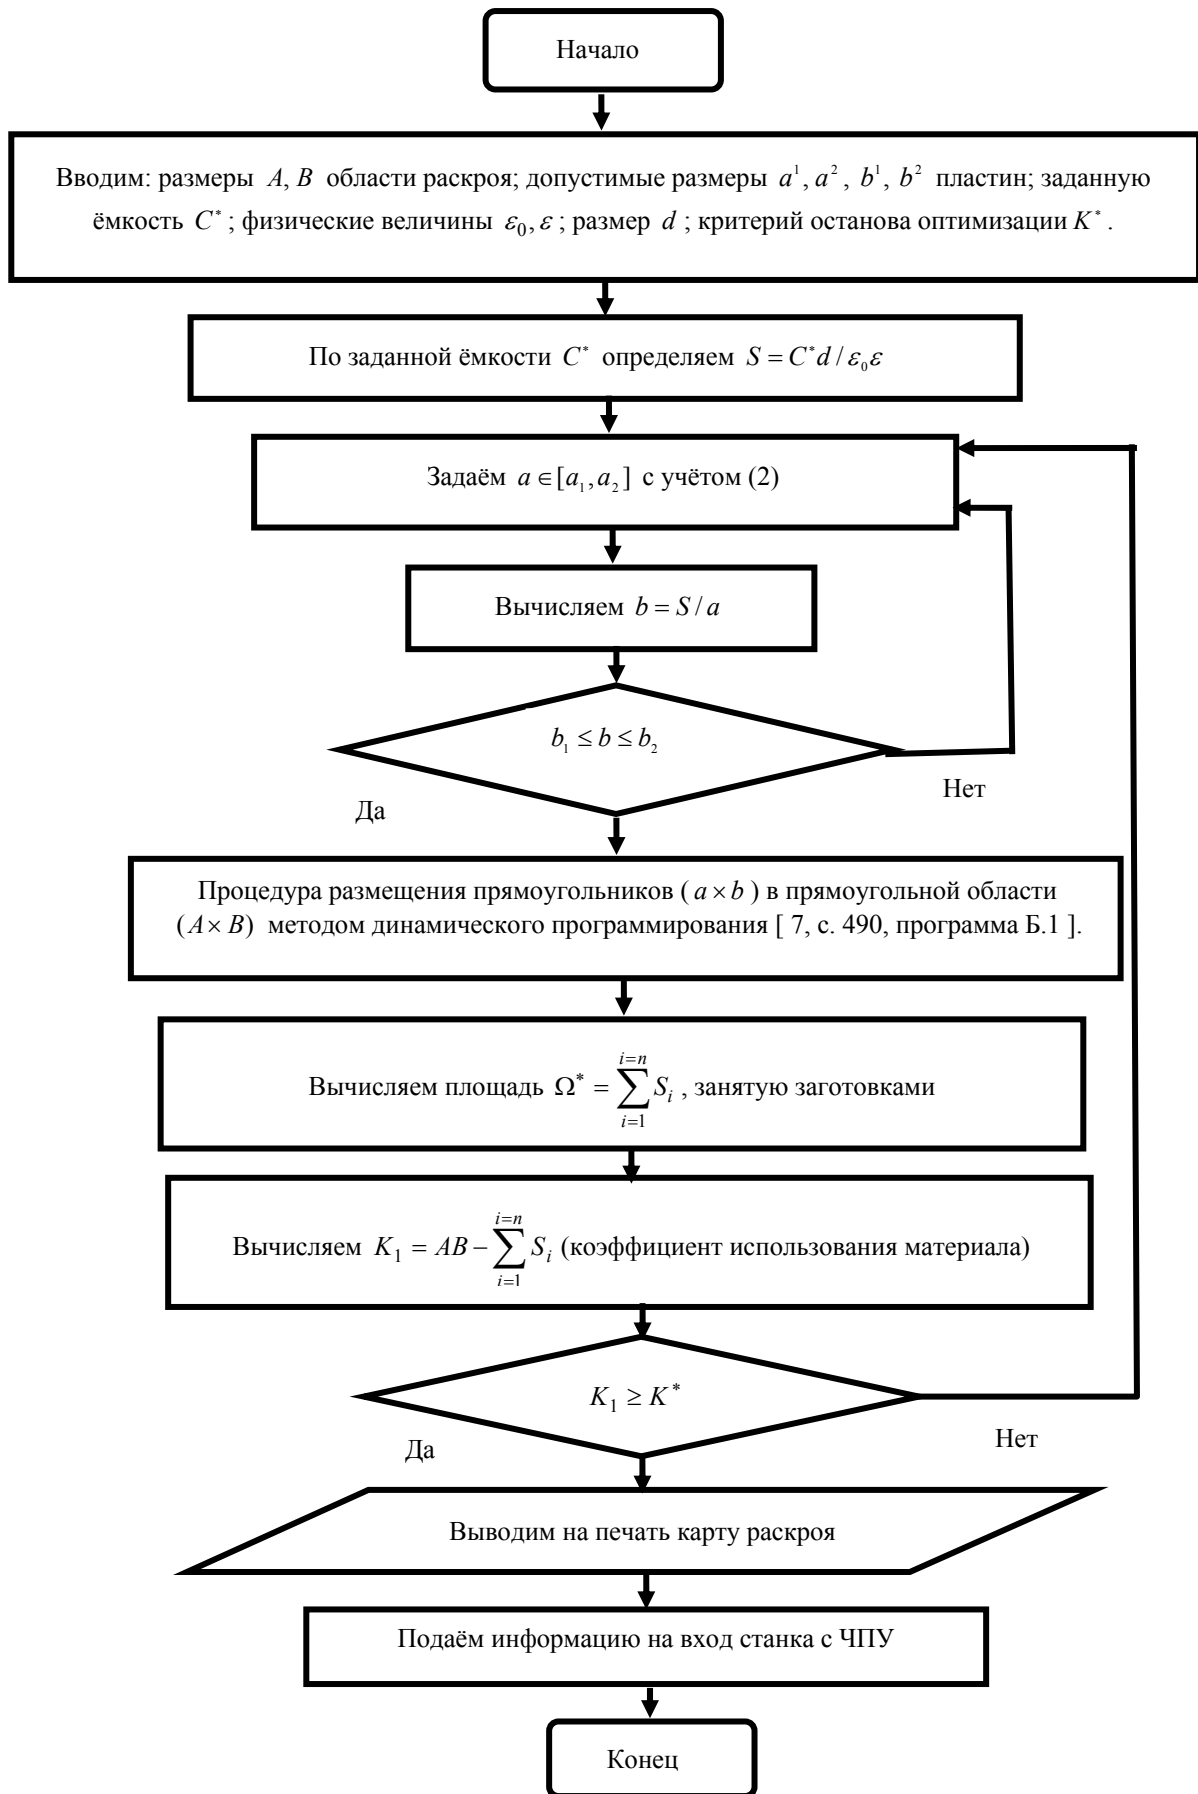 Начало
Вводим: размеры A, B области раскроя; допустимые размеры a¹, a², b¹, b² пластин; заданную
ёмкость C*; физические величины ε₀, ε; размер d; критерий останова оптимизации K*.
По заданной ёмкости C* определяем S = C*d / ε₀ε
Задаём a ∈ [a₁, a₂] с учётом (2)
Вычисляем b = S / a
b₁ ≤ b ≤ b₂
Нет
Да
Процедура размещения прямоугольников (a × b) в прямоугольной области
(A × B) методом динамического программирования [ 7, с. 490, программа Б.1 ].
Вычисляем площадь Ω* = ∑_{i=1}^{i=n} Sᵢ , занятую заготовками
Вычисляем K₁ = AB − ∑_{i=1}^{i=n} Sᵢ (коэффициент использования материала)
K₁ ≥ K*
Нет
Да
Выводим на печать карту раскроя
Подаём информацию на вход станка с ЧПУ
Конец